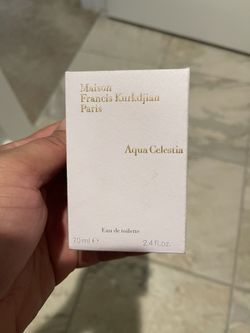 Maison
Francis Kurkdjian
Paris
Aqua Celestia
Eau de toilette
70 ml ℮ 2.4 fl.oz.